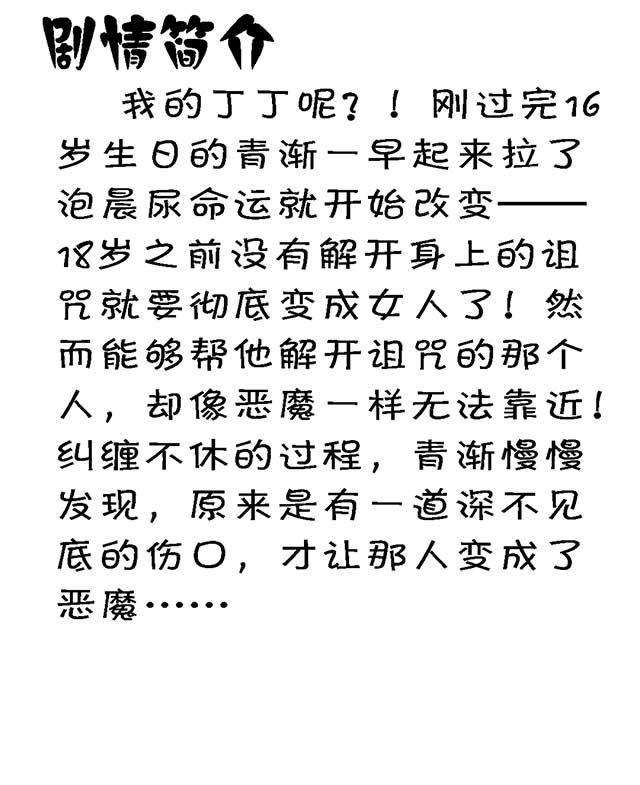 剧情简介
我的丁丁呢？！刚过完16
岁生日的青渐一早起来拉了
泡晨尿命运就开始改变——
18岁之前没有解开身上的诅
咒就要彻底变成女人了！然
而能够帮他解开诅咒的那个
人，却像恶魔一样无法靠近！
纠缠不休的过程，青渐慢慢
发现，原来是有一道深不见
底的伤口，才让那人变成了
恶魔……